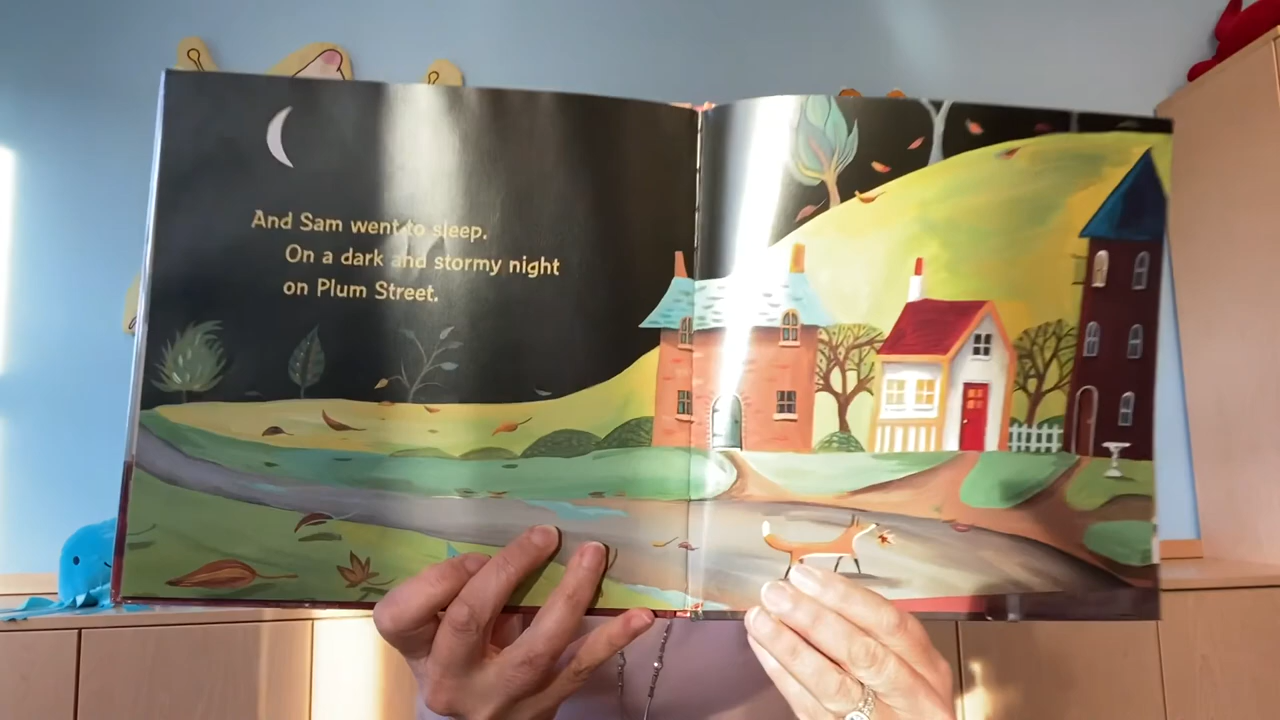 And Sam went to sleep.
On a dark and stormy night
on Plum Street.